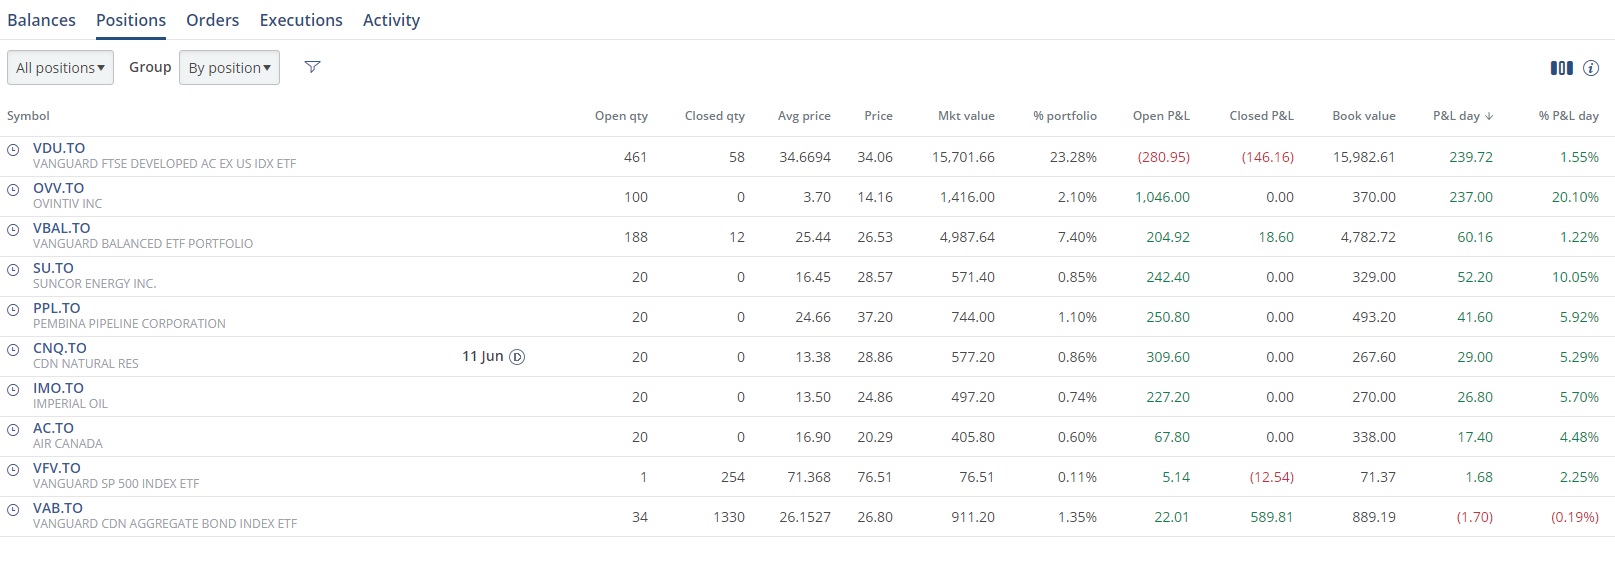 Balances Positions Orders Executions Activity
All positions▾ Group By position▾
Symbol Open qty Closed qty Avg price Price Mkt value % portfolio Open P&L Closed P&L Book value P&L day ↓ % P&L day
VDU.TO
VANGUARD FTSE DEVELOPED AC EX US IDX ETF
461 58 34.6694 34.06 15,701.66 23.28% (280.95) (146.16) 15,982.61 239.72 1.55%
OVV.TO
OVINTIV INC
100 0 3.70 14.16 1,416.00 2.10% 1,046.00 0.00 370.00 237.00 20.10%
VBAL.TO
VANGUARD BALANCED ETF PORTFOLIO
188 12 25.44 26.53 4,987.64 7.40% 204.92 18.60 4,782.72 60.16 1.22%
SU.TO
SUNCOR ENERGY INC.
20 0 16.45 28.57 571.40 0.85% 242.40 0.00 329.00 52.20 10.05%
PPL.TO
PEMBINA PIPELINE CORPORATION
20 0 24.66 37.20 744.00 1.10% 250.80 0.00 493.20 41.60 5.92%
CNQ.TO
CDN NATURAL RES
11 Jun D 20 0 13.38 28.86 577.20 0.86% 309.60 0.00 267.60 29.00 5.29%
IMO.TO
IMPERIAL OIL
20 0 13.50 24.86 497.20 0.74% 227.20 0.00 270.00 26.80 5.70%
AC.TO
AIR CANADA
20 0 16.90 20.29 405.80 0.60% 67.80 0.00 338.00 17.40 4.48%
VFV.TO
VANGUARD SP 500 INDEX ETF
1 254 71.368 76.51 76.51 0.11% 5.14 (12.54) 71.37 1.68 2.25%
VAB.TO
VANGUARD CDN AGGREGATE BOND INDEX ETF
34 1330 26.1527 26.80 911.20 1.35% 22.01 589.81 889.19 (1.70) (0.19%)